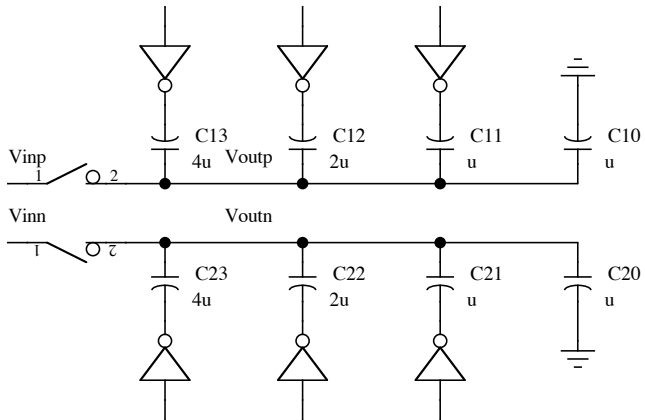 C13 C12 C11 C10
4u 2u u u
Vinp Voutp
1 2
Vinn Voutn
1 2
C23 C22 C21 C20
4u 2u u u